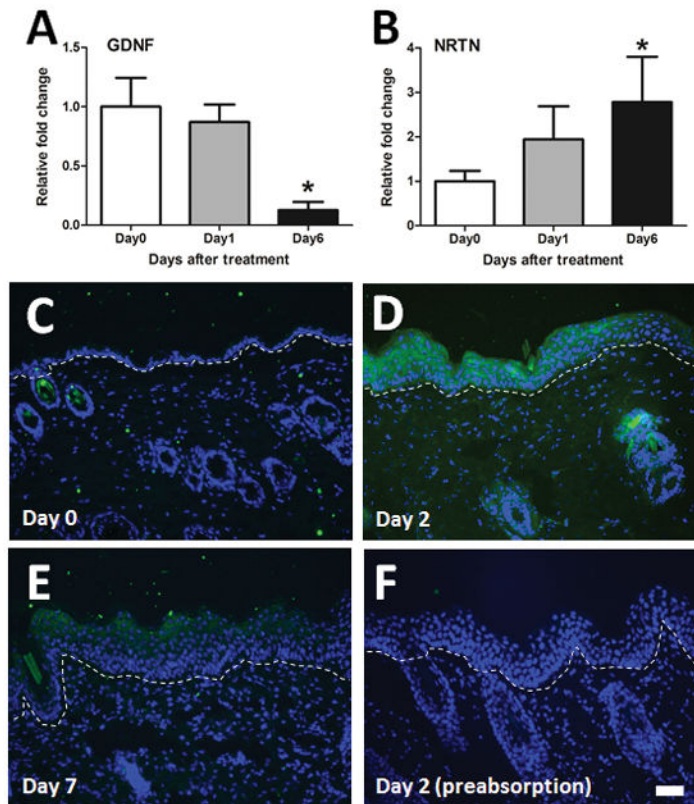 A
GDNF
Relative fold change
1.5
1.0
0.5
0.0
*
Day0 Day1 Day6
Days after treatment
B
NRTN
Relative fold change
4
3
2
1
0
*
Day0 Day1 Day6
Days after treatment
C
Day 0
D
Day 2
E
Day 7
F
Day 2 (preabsorption)